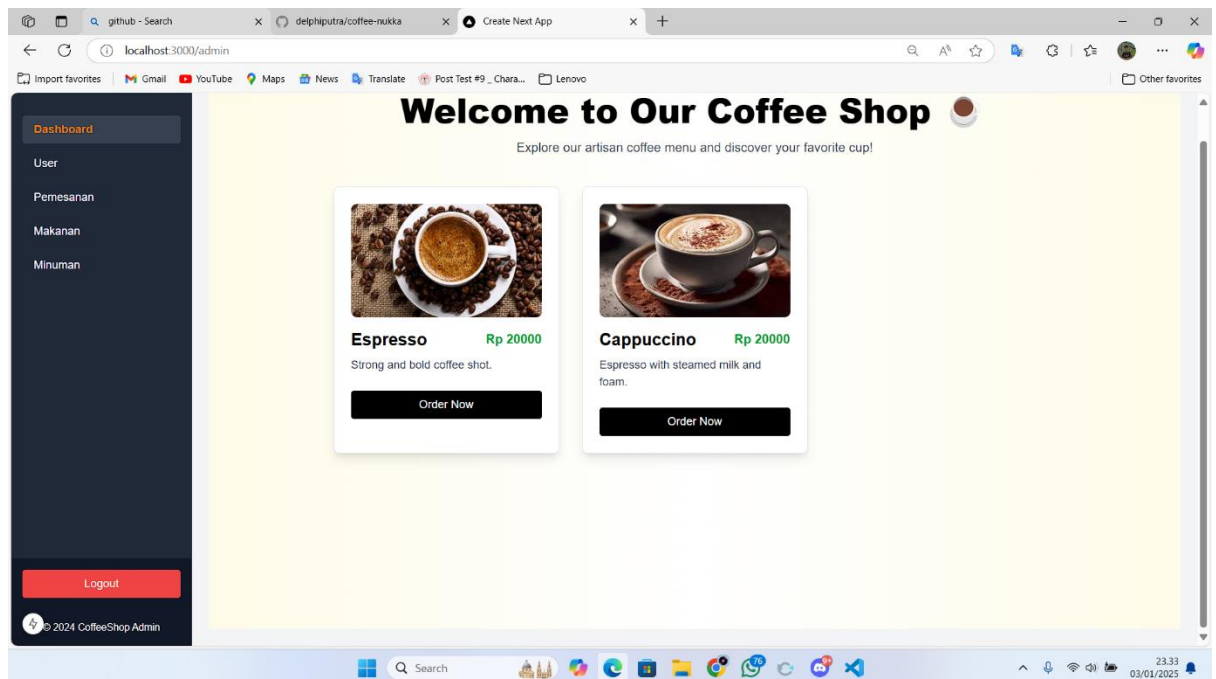 github - Search
delphiputra/coffee-nukka
Create Next App
localhost:3000/admin
Import favorites
Gmail
YouTube
Maps
News
Translate
Post Test #9 _ Chara...
Lenovo
Other favorites
Dashboard
User
Pemesanan
Makanan
Minuman
Logout
© 2024 CoffeeShop Admin
Welcome to Our Coffee Shop
Explore our artisan coffee menu and discover your favorite cup!
Espresso Rp 20000
Strong and bold coffee shot.
Order Now
Cappuccino Rp 20000
Espresso with steamed milk and
foam.
Order Now
Search
76
23.33
03/01/2025